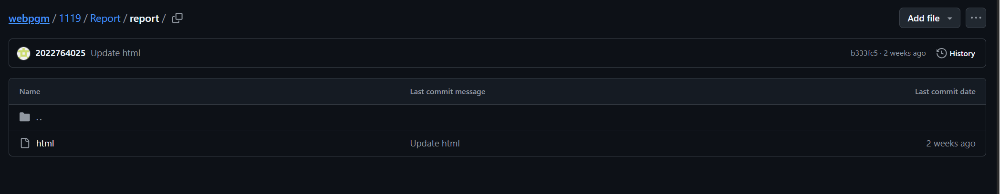 webpgm / 1119 / Report / report /
Add file
2022764025 Update html
b333fc5 · 2 weeks ago
History
Name
Last commit message
Last commit date
..
html
Update html
2 weeks ago